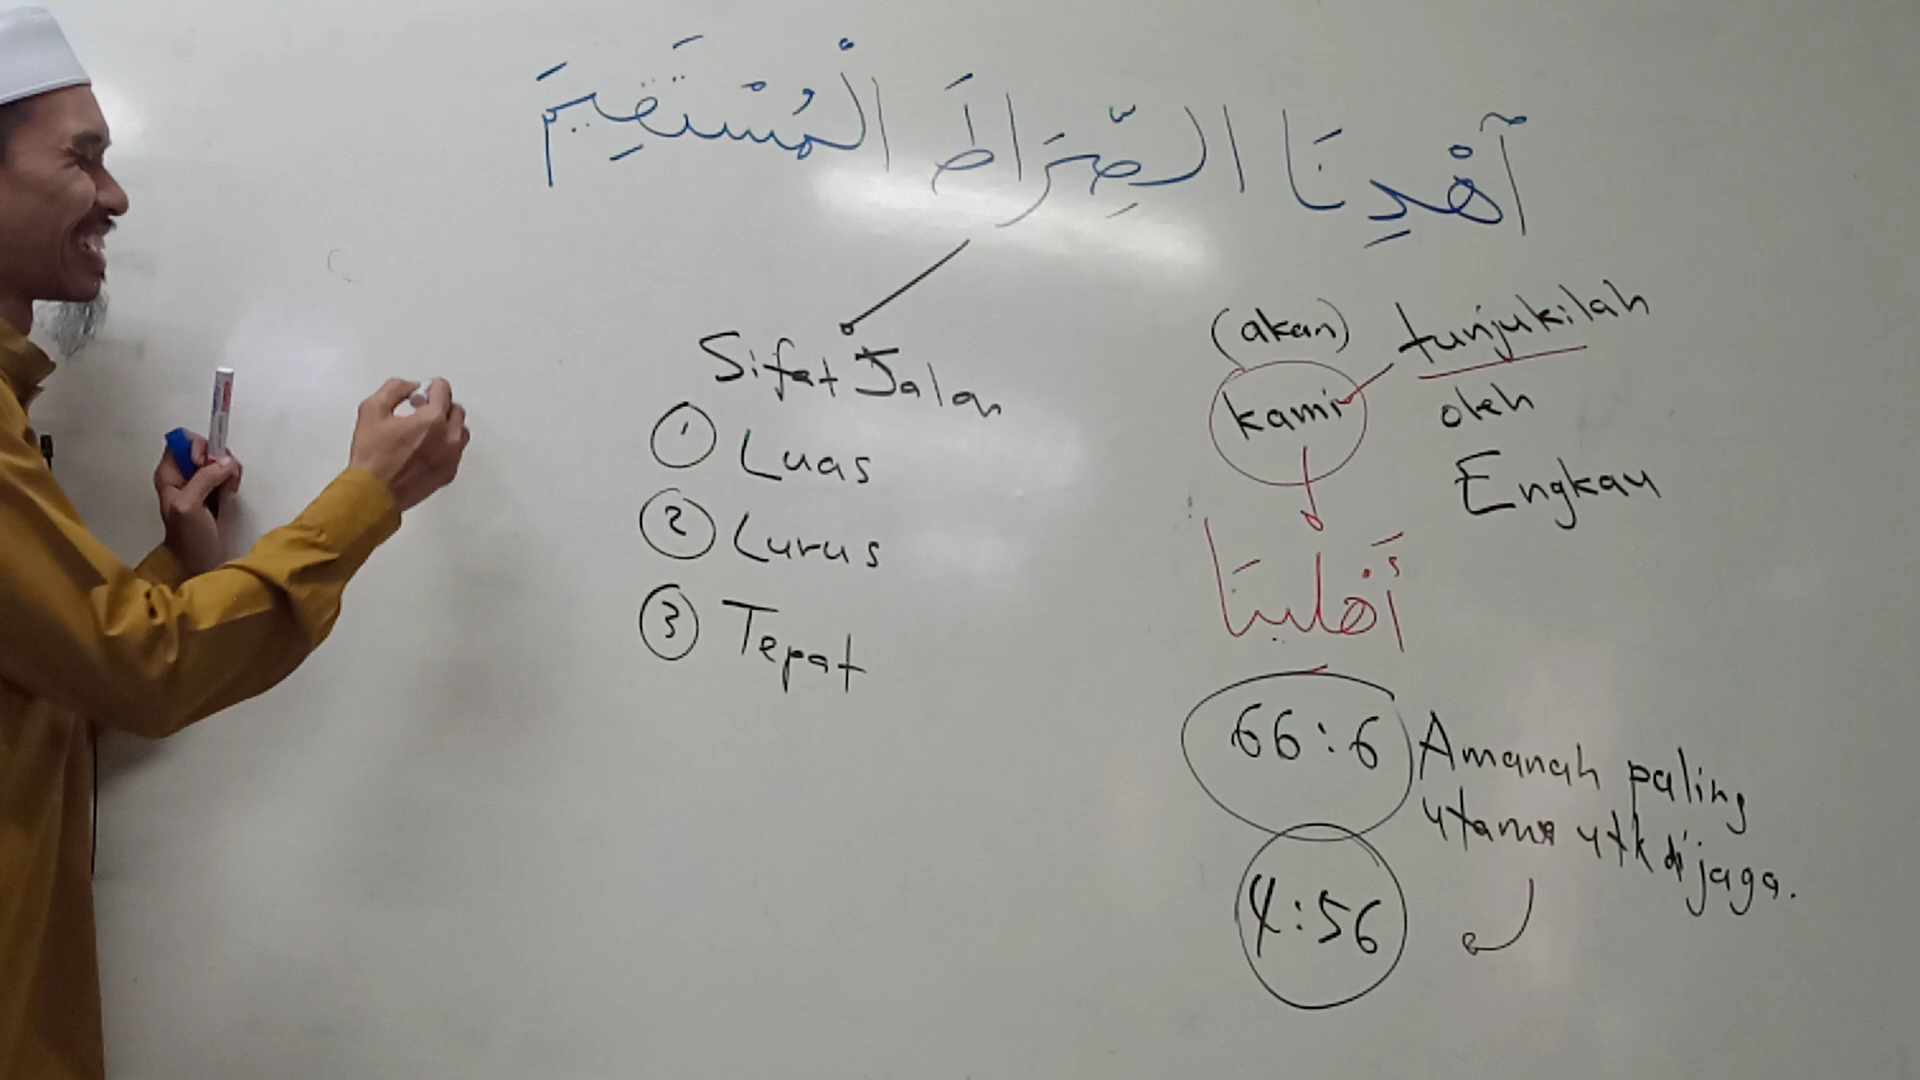 ٱهْدِنَا الصِّرَاطَ الْمُسْتَقِيمَ
(akan) tunjukilah
kami oleh
Engkau
أَهْلِينَا
66:6 Amanah paling
utama utk dijaga.
4:56
Sifat Jalan
1 Luas
2 Lurus
3 Tepat